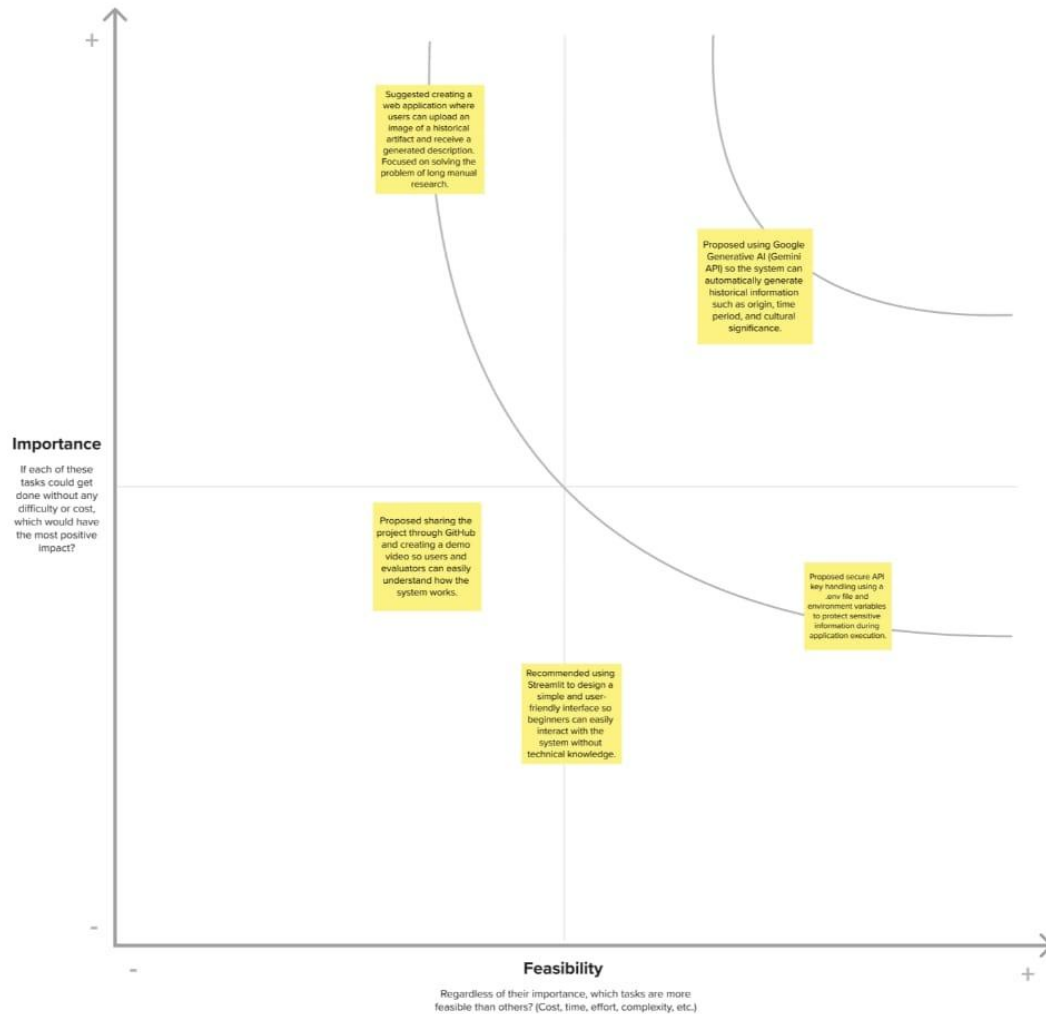 +
Suggested creating a
web application where
users can upload an
image of a historical
artifact and receive a
generated description.
Focused on solving the
problem of long manual
research.
Proposed using Google
Generative AI (Gemini
API) so the system can
automatically generate
historical information
such as origin, time
period, and cultural
significance.
Importance
If each of these
tasks could get
done without any
difficulty or cost,
which would have
the most positive
impact?
Proposed sharing the
project through GitHub
and creating a demo
video so users and
evaluators can easily
understand how the
system works.
Proposed secure API
key handling using a
.env file and
environment variables
to protect sensitive
information during
application execution.
Recommended using
Streamlit to design a
simple and user-
friendly interface so
beginners can easily
interact with the
system without
technical knowledge.
-
-
Feasibility
+
Regardless of their importance, which tasks are more
feasible than others? (Cost, time, effort, complexity, etc.)